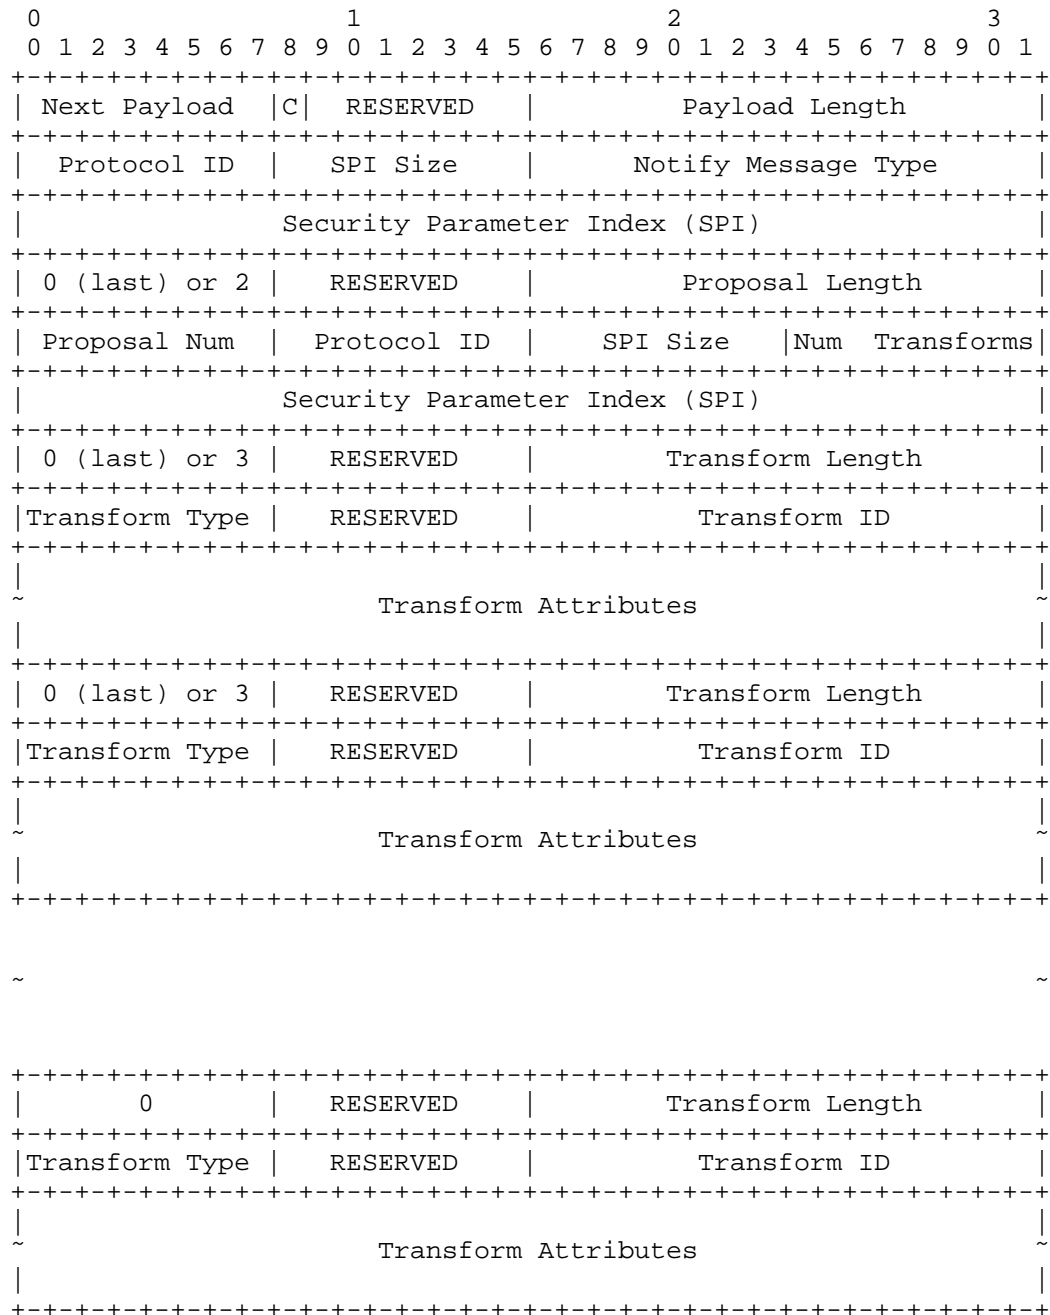 0                   1                   2                   3
 0 1 2 3 4 5 6 7 8 9 0 1 2 3 4 5 6 7 8 9 0 1 2 3 4 5 6 7 8 9 0 1
+-+-+-+-+-+-+-+-+-+-+-+-+-+-+-+-+-+-+-+-+-+-+-+-+-+-+-+-+-+-+-+-+
| Next Payload  |C|  RESERVED   |         Payload Length        |
+-+-+-+-+-+-+-+-+-+-+-+-+-+-+-+-+-+-+-+-+-+-+-+-+-+-+-+-+-+-+-+-+
|  Protocol ID  |   SPI Size    |      Notify Message Type      |
+-+-+-+-+-+-+-+-+-+-+-+-+-+-+-+-+-+-+-+-+-+-+-+-+-+-+-+-+-+-+-+-+
|                Security Parameter Index (SPI)                 |
+-+-+-+-+-+-+-+-+-+-+-+-+-+-+-+-+-+-+-+-+-+-+-+-+-+-+-+-+-+-+-+-+
| 0 (last) or 2 |   RESERVED    |         Proposal Length       |
+-+-+-+-+-+-+-+-+-+-+-+-+-+-+-+-+-+-+-+-+-+-+-+-+-+-+-+-+-+-+-+-+
| Proposal Num  |  Protocol ID  |    SPI Size   |Num  Transforms|
+-+-+-+-+-+-+-+-+-+-+-+-+-+-+-+-+-+-+-+-+-+-+-+-+-+-+-+-+-+-+-+-+
|                Security Parameter Index (SPI)                 |
+-+-+-+-+-+-+-+-+-+-+-+-+-+-+-+-+-+-+-+-+-+-+-+-+-+-+-+-+-+-+-+-+
| 0 (last) or 3 |   RESERVED    |        Transform Length       |
+-+-+-+-+-+-+-+-+-+-+-+-+-+-+-+-+-+-+-+-+-+-+-+-+-+-+-+-+-+-+-+-+
|Transform Type |   RESERVED    |          Transform ID         |
+-+-+-+-+-+-+-+-+-+-+-+-+-+-+-+-+-+-+-+-+-+-+-+-+-+-+-+-+-+-+-+-+
|                                                               |
~                      Transform Attributes                     ~
|                                                               |
+-+-+-+-+-+-+-+-+-+-+-+-+-+-+-+-+-+-+-+-+-+-+-+-+-+-+-+-+-+-+-+-+
| 0 (last) or 3 |   RESERVED    |        Transform Length       |
+-+-+-+-+-+-+-+-+-+-+-+-+-+-+-+-+-+-+-+-+-+-+-+-+-+-+-+-+-+-+-+-+
|Transform Type |   RESERVED    |          Transform ID         |
+-+-+-+-+-+-+-+-+-+-+-+-+-+-+-+-+-+-+-+-+-+-+-+-+-+-+-+-+-+-+-+-+
|                                                               |
~                      Transform Attributes                     ~
|                                                               |
+-+-+-+-+-+-+-+-+-+-+-+-+-+-+-+-+-+-+-+-+-+-+-+-+-+-+-+-+-+-+-+-+
~                                                               ~
+-+-+-+-+-+-+-+-+-+-+-+-+-+-+-+-+-+-+-+-+-+-+-+-+-+-+-+-+-+-+-+-+
|       0       |   RESERVED    |        Transform Length       |
+-+-+-+-+-+-+-+-+-+-+-+-+-+-+-+-+-+-+-+-+-+-+-+-+-+-+-+-+-+-+-+-+
|Transform Type |   RESERVED    |          Transform ID         |
+-+-+-+-+-+-+-+-+-+-+-+-+-+-+-+-+-+-+-+-+-+-+-+-+-+-+-+-+-+-+-+-+
|                                                               |
~                      Transform Attributes                     ~
|                                                               |
+-+-+-+-+-+-+-+-+-+-+-+-+-+-+-+-+-+-+-+-+-+-+-+-+-+-+-+-+-+-+-+-+